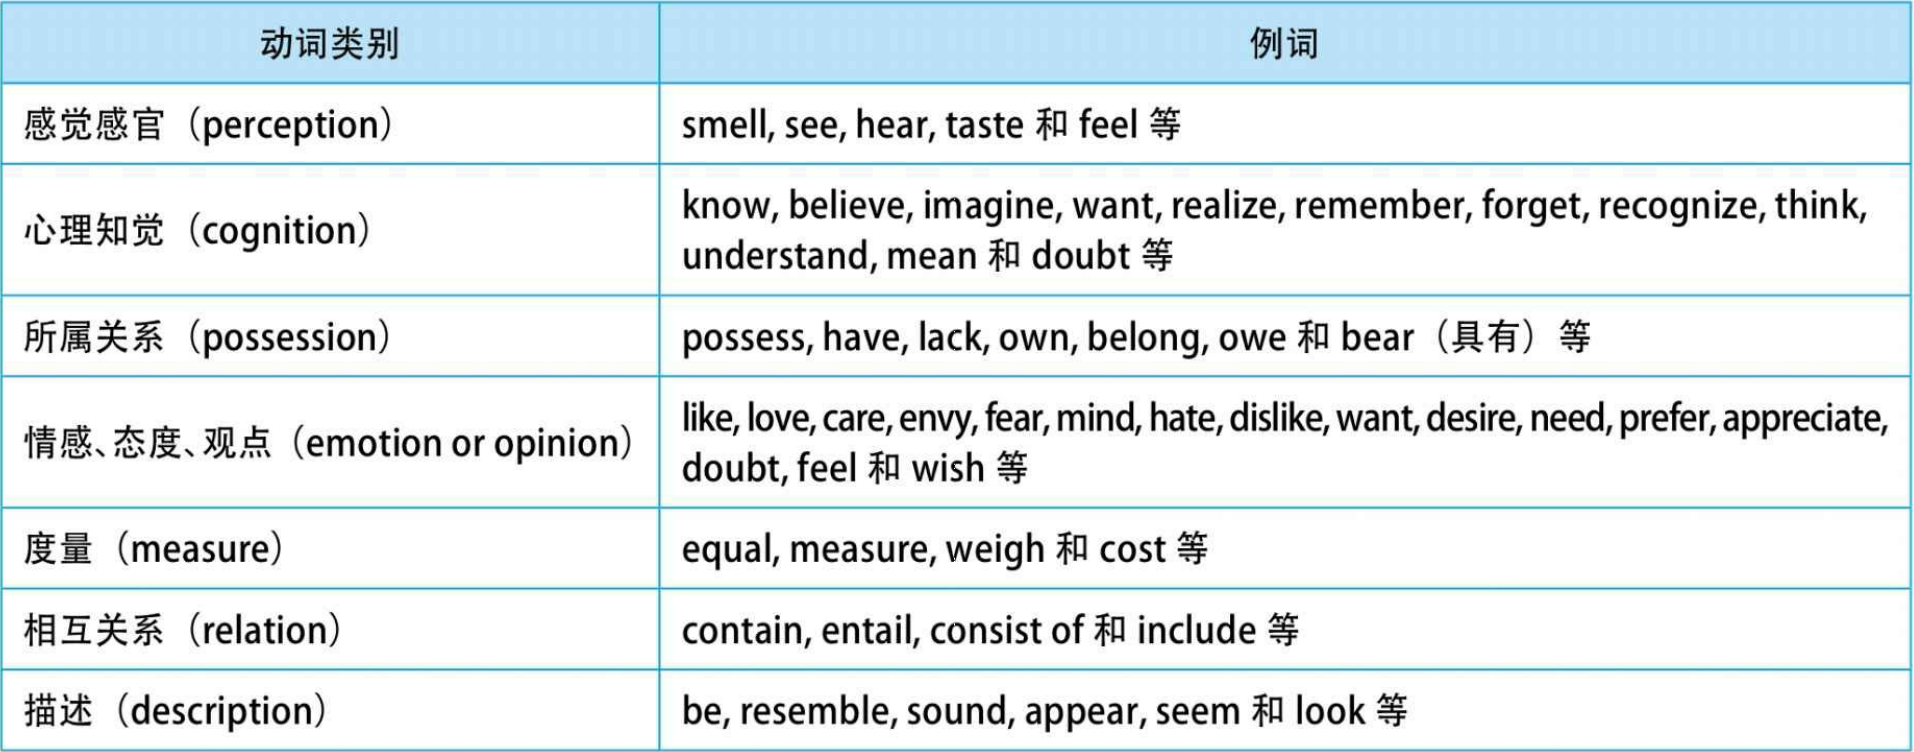 动词类别 例词
感觉感官（perception） smell, see, hear, taste 和 feel 等
心理知觉（cognition） know, believe, imagine, want, realize, remember, forget, recognize, think,
understand, mean 和 doubt 等
所属关系（possession） possess, have, lack, own, belong, owe 和 bear（具有）等
情感、态度、观点（emotion or opinion） like, love, care, envy, fear, mind, hate, dislike, want, desire, need, prefer, appreciate,
doubt, feel 和 wish 等
度量（measure） equal, measure, weigh 和 cost 等
相互关系（relation） contain, entail, consist of 和 include 等
描述（description） be, resemble, sound, appear, seem 和 look 等